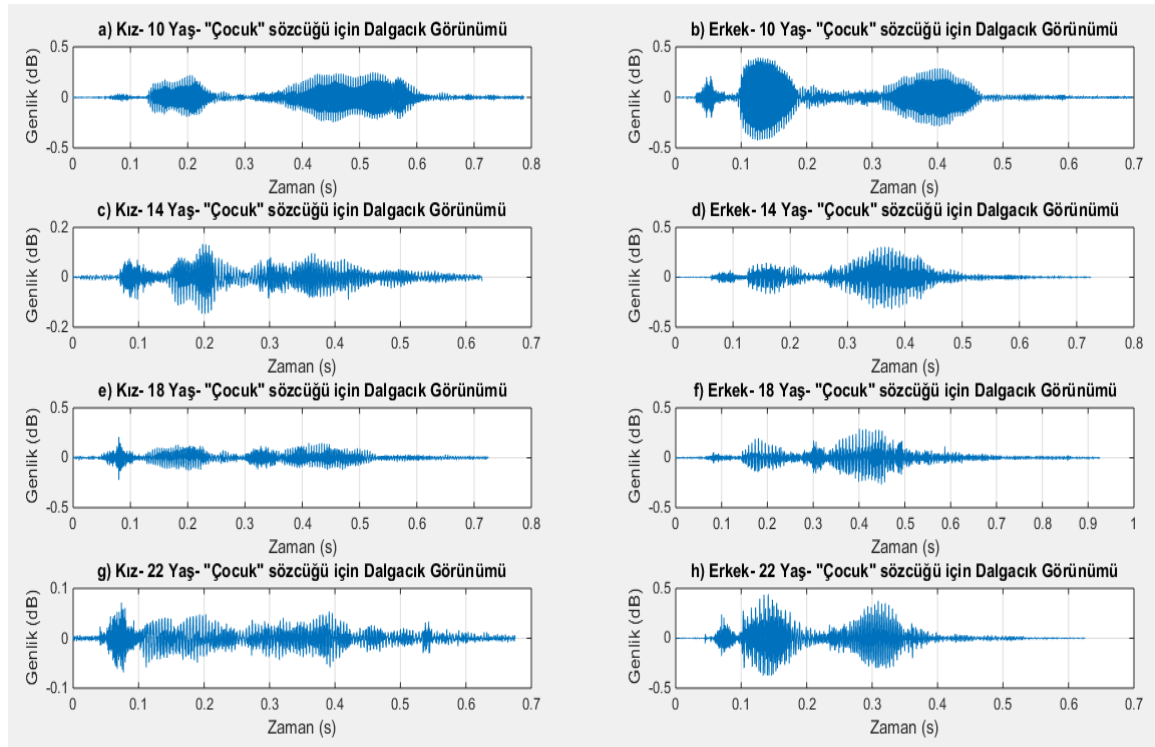 a) Kız- 10 Yaş- "Çocuk" sözcüğü için Dalgacık Görünümü
Genlik (dB)
0.5
0
-0.5
0 0.1 0.2 0.3 0.4 0.5 0.6 0.7 0.8
Zaman (s)
b) Erkek- 10 Yaş- "Çocuk" sözcüğü için Dalgacık Görünümü
Genlik (dB)
0.5
0
-0.5
0 0.1 0.2 0.3 0.4 0.5 0.6 0.7
Zaman (s)
c) Kız- 14 Yaş- "Çocuk" sözcüğü için Dalgacık Görünümü
Genlik (dB)
0.2
0
-0.2
0 0.1 0.2 0.3 0.4 0.5 0.6 0.7
Zaman (s)
d) Erkek- 14 Yaş- "Çocuk" sözcüğü için Dalgacık Görünümü
Genlik (dB)
0.5
0
-0.5
0 0.1 0.2 0.3 0.4 0.5 0.6 0.7 0.8
Zaman (s)
e) Kız- 18 Yaş- "Çocuk" sözcüğü için Dalgacık Görünümü
Genlik (dB)
0.5
0
-0.5
0 0.1 0.2 0.3 0.4 0.5 0.6 0.7 0.8
Zaman (s)
f) Erkek- 18 Yaş- "Çocuk" sözcüğü için Dalgacık Görünümü
Genlik (dB)
0.5
0
-0.5
0 0.1 0.2 0.3 0.4 0.5 0.6 0.7 0.8 0.9 1
Zaman (s)
g) Kız- 22 Yaş- "Çocuk" sözcüğü için Dalgacık Görünümü
Genlik (dB)
0.1
0
-0.1
0 0.1 0.2 0.3 0.4 0.5 0.6 0.7
Zaman (s)
h) Erkek- 22 Yaş- "Çocuk" sözcüğü için Dalgacık Görünümü
Genlik (dB)
0.5
0
-0.5
0 0.1 0.2 0.3 0.4 0.5 0.6 0.7
Zaman (s)